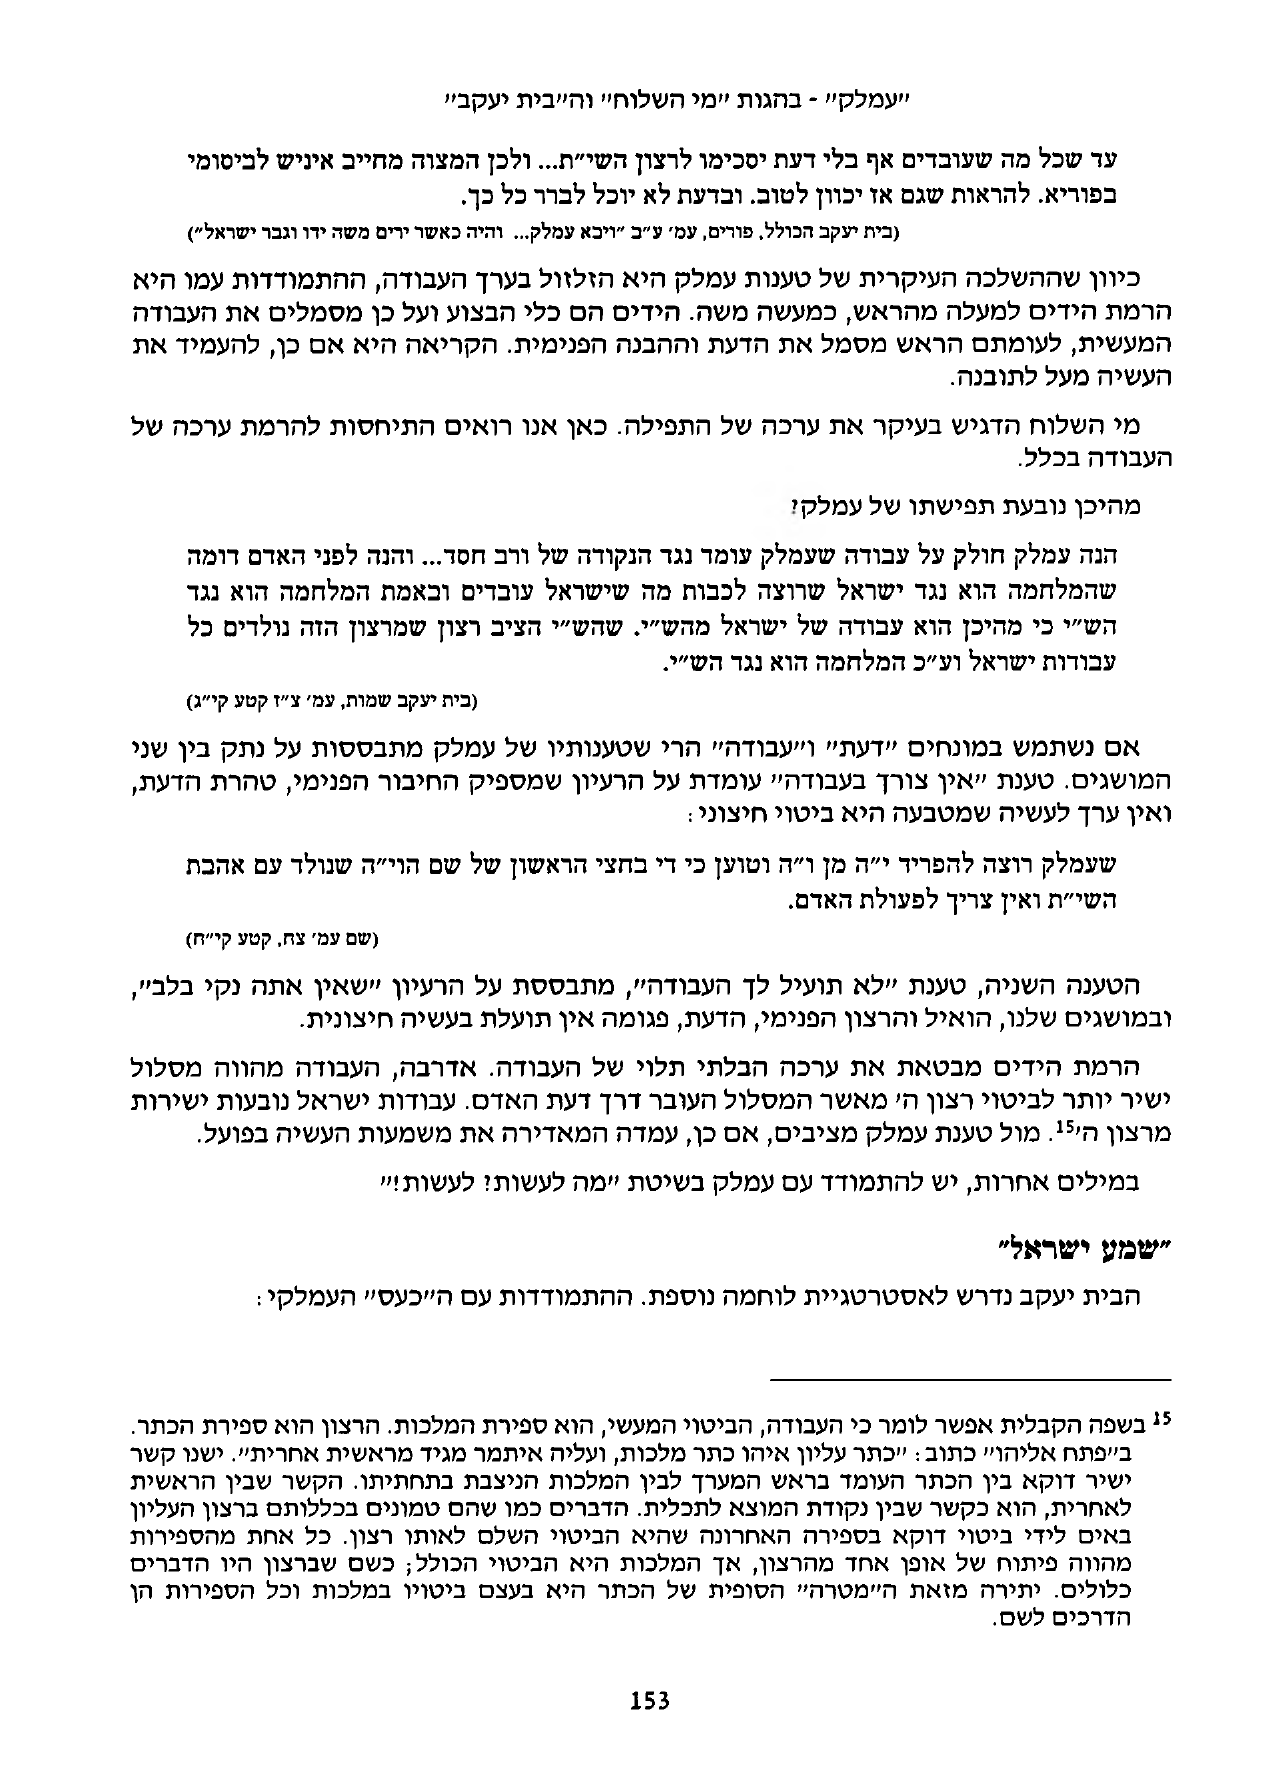 "עמלק" - בהגות "מי השלוח" וה"בית יעקב"
עד שכל מה שעובדים אף בלי דעת יסכימו לרצון השי"ת... ולכן המצוה מחייב איניש לביסומי
בפוריא. להראות שגם אז יכוון לטוב. ובדעת לא יוכל לברר כל כך.
(בית יעקב הכולל, פורים, עמ' ע"ב "ויבא עמלק... והיה כאשר ירים משה ידו וגבר ישראל")
כיוון שההשלכה העיקרית של טענות עמלק היא הזלזול בערך העבודה, ההתמודדות עמו היא
הרמת הידים למעלה מהראש, כמעשה משה. הידים הם כלי הבצוע ועל כן מסמלים את העבודה
המעשית, לעומתם הראש מסמל את הדעת וההבנה הפנימית. הקריאה היא אם כן, להעמיד את
העשיה מעל לתובנה.
מי השלוח הדגיש בעיקר את ערכה של התפילה. כאן אנו רואים התיחסות להרמת ערכה של
העבודה בכלל.
מהיכן נובעת תפישתו של עמלק?
הנה עמלק חולק על עבודה שעמלק עומד נגד הנקודה של ורב חסד... והנה לפני האדם דומה
שהמלחמה הוא נגד ישראל שרוצה לכבות מה שישראל עובדים ובאמת המלחמה הוא נגד
הש"י כי מהיכן הוא עבודה של ישראל מהש"י. שהש"י הציב רצון שמרצון הזה נולדים כל
עבודות ישראל וע"כ המלחמה הוא נגד הש"י.
(בית יעקב שמות, עמ' צ"ז קטע קי"ג)
אם נשתמש במונחים "דעת" ו"עבודה" הרי שטענותיו של עמלק מתבססות על נתק בין שני
המושגים. טענת "אין צורך בעבודה" עומדת על הרעיון שמספיק החיבור הפנימי, טהרת הדעת,
ואין ערך לעשיה שמטבעה היא ביטוי חיצוני:
שעמלק רוצה להפריד י"ה מן ו"ה וטוען כי די בחצי הראשון של שם הוי"ה שנולד עם אהבת
השי"ת ואין צריך לפעולת האדם.
(שם עמ' צח, קטע קי"ח)
הטענה השניה, טענת "לא תועיל לך העבודה", מתבססת על הרעיון "שאין אתה נקי בלב",
ובמושגים שלנו, הואיל והרצון הפנימי, הדעת, פגומה אין תועלת בעשיה חיצונית.
הרמת הידים מבטאת את ערכה הבלתי תלוי של העבודה. אדרבה, העבודה מהווה מסלול
ישיר יותר לביטוי רצון ה' מאשר המסלול העובר דרך דעת האדם. עבודות ישראל נובעות ישירות
מרצון ה'15. מול טענת עמלק מציבים, אם כן, עמדה המאדירה את משמעות העשיה בפועל.
במילים אחרות, יש להתמודד עם עמלק בשיטת "מה לעשות? לעשות!"
"שמע ישראל"
הבית יעקב נדרש לאסטרטגיית לוחמה נוספת. ההתמודדות עם ה"כעס" העמלקי:
15 בשפה הקבלית אפשר לומר כי העבודה, הביטוי המעשי, הוא ספירת המלכות. הרצון הוא ספירת הכתר.
ב"פתח אליהו" כתוב: "כתר עליון איהו כתר מלכות, ועליה איתמר מגיד מראשית אחרית". ישנו קשר
ישיר דוקא בין הכתר העומד בראש המערך לבין המלכות הניצבת בתחתיתו. הקשר שבין הראשית
לאחרית, הוא כקשר שבין נקודת המוצא לתכלית. הדברים כמו שהם טמונים בכללותם ברצון העליון
באים לידי ביטוי דוקא בספירה האחרונה שהיא הביטוי השלם לאותו רצון. כל אחת מהספירות
מהווה פיתוח של אופן אחד מהרצון, אך המלכות היא הביטוי הכולל; כשם שברצון היו הדברים
כלולים. יתירה מזאת ה"מטרה" הסופית של הכתר היא בעצם ביטויו במלכות וכל הספירות הן
הדרכים לשם.
153